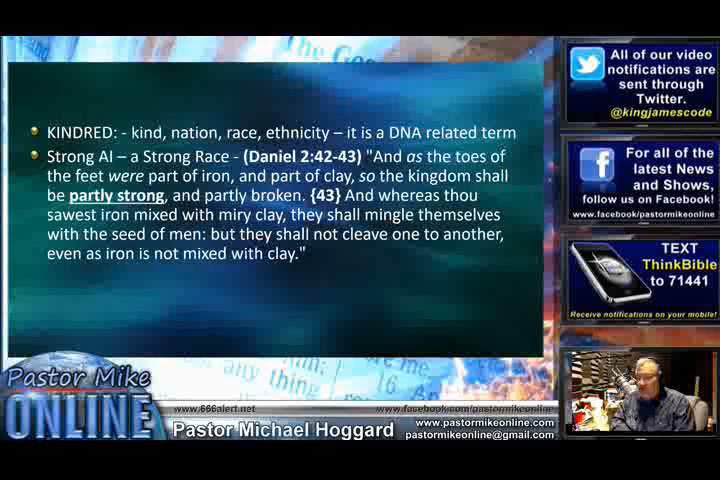 KINDRED: - kind, nation, race, ethnicity – it is a DNA related term
Strong AI – a Strong Race - (Daniel 2:42-43) "And as the toes of
the feet were part of iron, and part of clay, so the kingdom shall
be partly strong, and partly broken. {43} And whereas thou
sawest iron mixed with miry clay, they shall mingle themselves
with the seed of men: but they shall not cleave one to another,
even as iron is not mixed with clay."
All of our video
notifications are
sent through
Twitter.
@kingjamescode
For all of the
latest News
and Shows,
follow us on Facebook!
www.facebook/pastormikeonline
TEXT
ThinkBible
to 71441
Receive notifications on your mobile!
any thing
16
Pastor Mike
ONLINE
www.666alert.net
www.facebook.com/pastormikeonline
Pastor Michael Hoggard
www.pastormikeonline.com
pastormikeonline@gmail.com